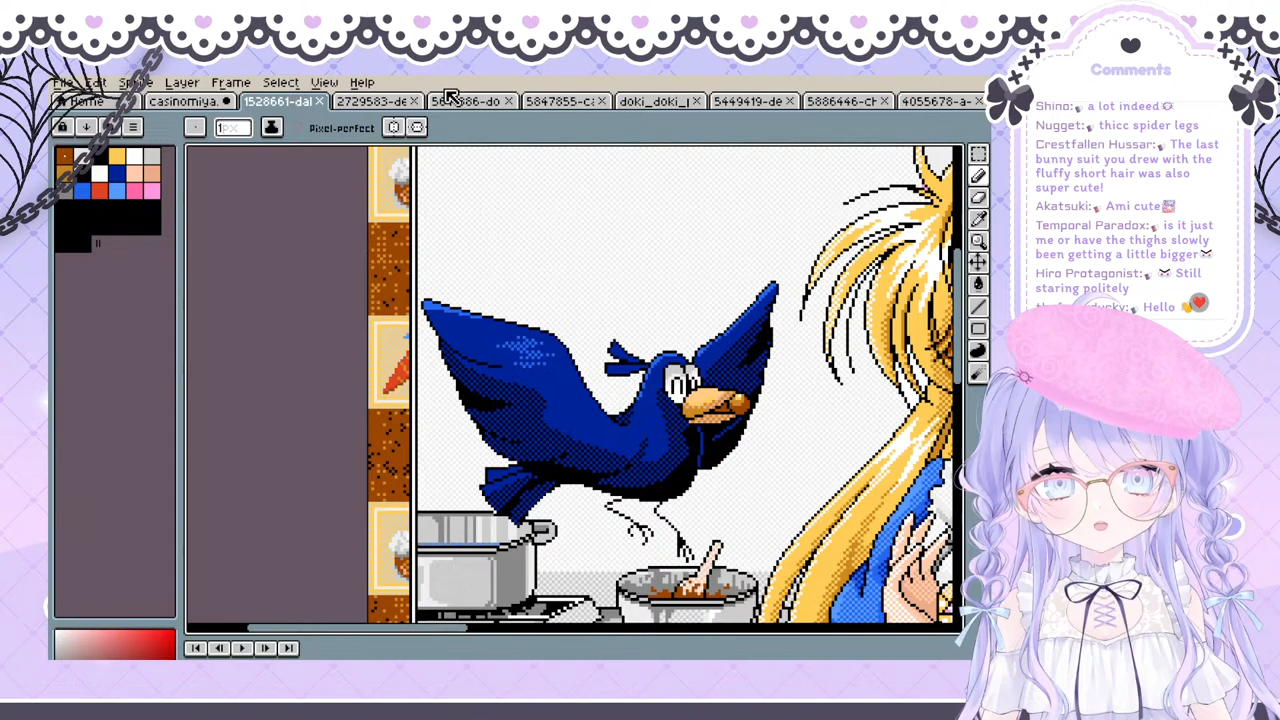 Comments
File Edit Sprite Layer Frame Select View Help
Home casinomiya. 1528661-dal 2729583-de 5847855-c doki_doki_ 5449419-de 5886446-ch 4055678-a-
1px Pixel-perfect
Shino: a lot indeed
Nugget: thicc spider legs
Crestfallen Hussar: The last
bunny suit you drew with the
fluffy short hair was also
super cute!
Akatsuki: Ami cute
Temporal Paradox: is it just
me or have the thighs slowly
been getting a little bigger
Hiro Protagonist: Still
staring politely
Hello